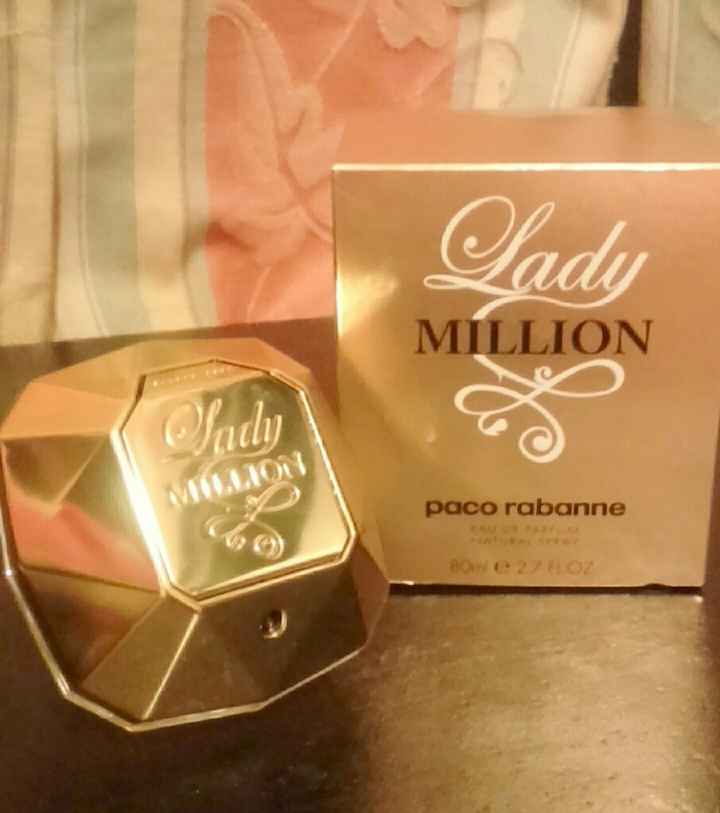 Lady
MILLION
Lady
MILLION
paco rabanne
EAU DE PARFUM
NATURAL SPRAY
80ml e 2.7 FL.OZ